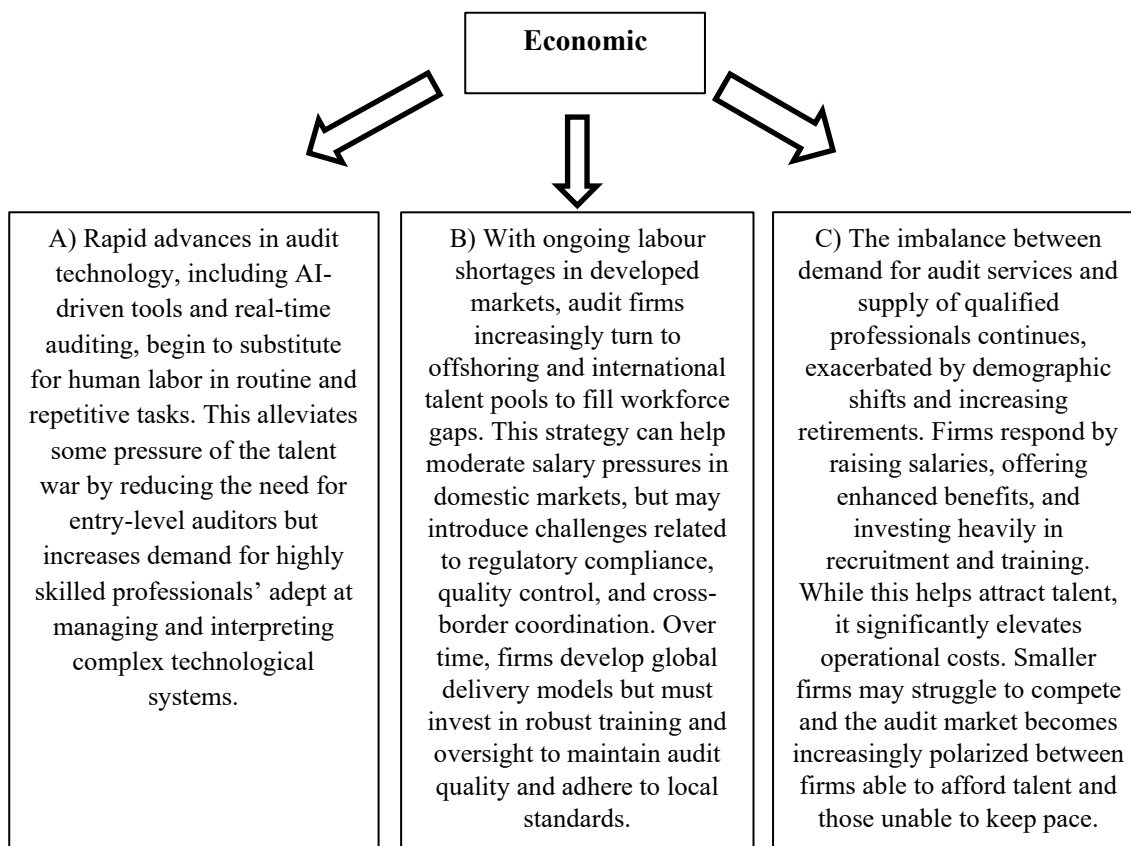 Economic
A) Rapid advances in audit
technology, including AI-
driven tools and real-time
auditing, begin to substitute
for human labor in routine and
repetitive tasks. This alleviates
some pressure of the talent
war by reducing the need for
entry-level auditors but
increases demand for highly
skilled professionals’ adept at
managing and interpreting
complex technological
systems.
B) With ongoing labour
shortages in developed
markets, audit firms
increasingly turn to
offshoring and international
talent pools to fill workforce
gaps. This strategy can help
moderate salary pressures in
domestic markets, but may
introduce challenges related
to regulatory compliance,
quality control, and cross-
border coordination. Over
time, firms develop global
delivery models but must
invest in robust training and
oversight to maintain audit
quality and adhere to local
standards.
C) The imbalance between
demand for audit services and
supply of qualified
professionals continues,
exacerbated by demographic
shifts and increasing
retirements. Firms respond by
raising salaries, offering
enhanced benefits, and
investing heavily in
recruitment and training.
While this helps attract talent,
it significantly elevates
operational costs. Smaller
firms may struggle to compete
and the audit market becomes
increasingly polarized between
firms able to afford talent and
those unable to keep pace.